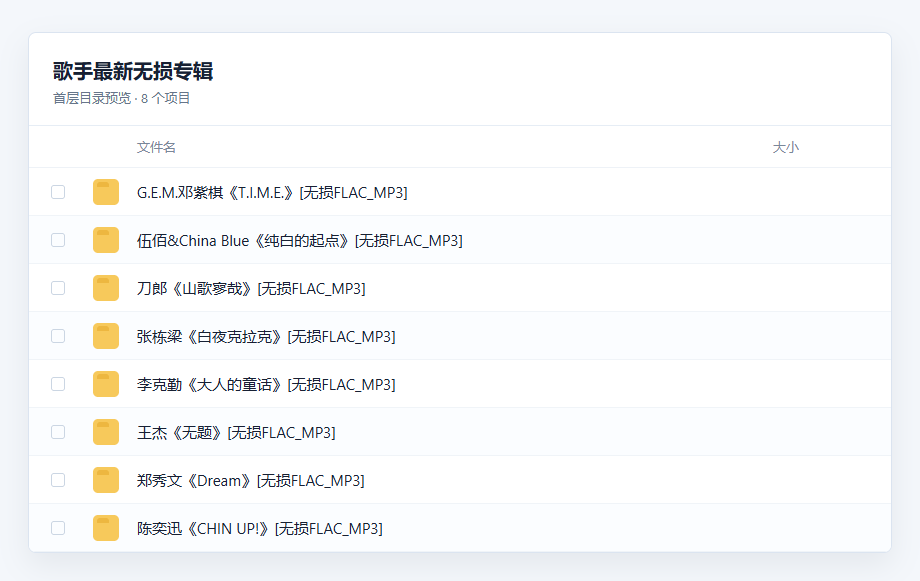 歌手最新无损专辑
首层目录预览 · 8 个项目
文件名 大小
G.E.M.邓紫棋《T.I.M.E.》[无损FLAC_MP3]
伍佰&China Blue《纯白的起点》[无损FLAC_MP3]
刀郎《山歌寥哉》[无损FLAC_MP3]
张栋梁《白夜克拉克》[无损FLAC_MP3]
李克勤《大人的童话》[无损FLAC_MP3]
王杰《无题》[无损FLAC_MP3]
郑秀文《Dream》[无损FLAC_MP3]
陈奕迅《CHIN UP!》[无损FLAC_MP3]